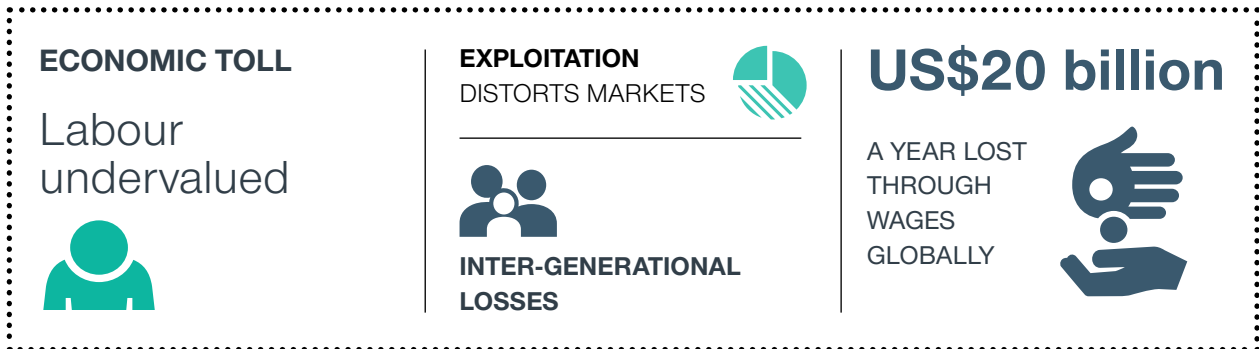 ECONOMIC TOLL
Labour
undervalued
EXPLOITATION
DISTORTS MARKETS
INTER-GENERATIONAL
LOSSES
US$20 billion
A YEAR LOST
THROUGH
WAGES
GLOBALLY